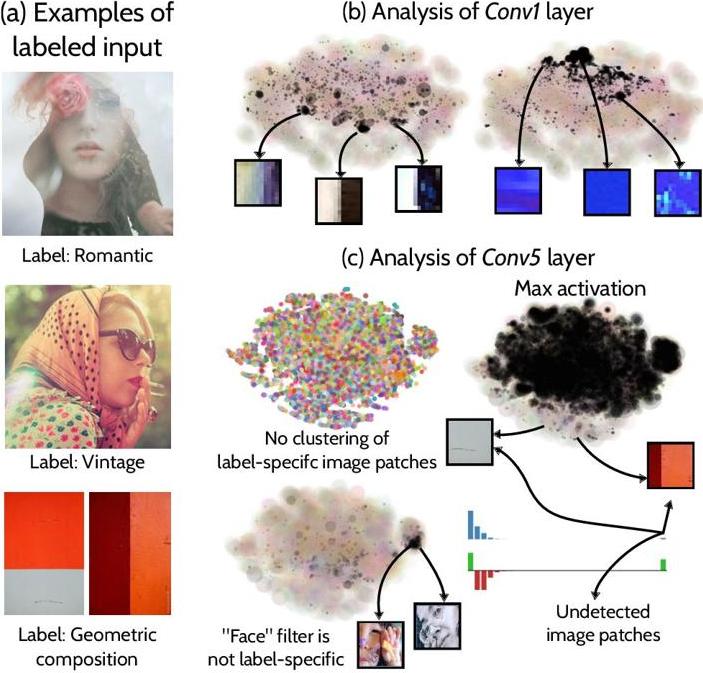 (a) Examples of
labeled input
Label: Romantic
Label: Vintage
Label: Geometric
composition
(b) Analysis of Conv1 layer
(c) Analysis of Conv5 layer
Max activation
No clustering of
label-specifc image patches
"Face" filter is
not label-specific
Undetected
image patches